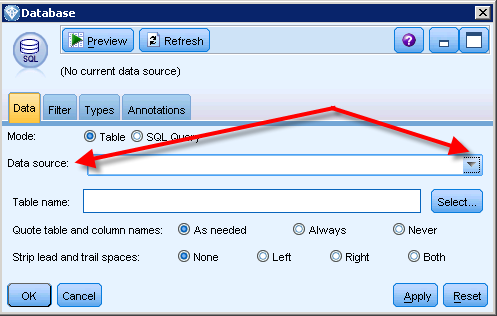 Database
SQL Preview Refresh ?
(No current data source)
Data Filter Types Annotations
Mode: Table SQL Query
Data source:
Table name: Select...
Quote table and column names: As needed Always Never
Strip lead and trail spaces: None Left Right Both
OK Cancel Apply Reset